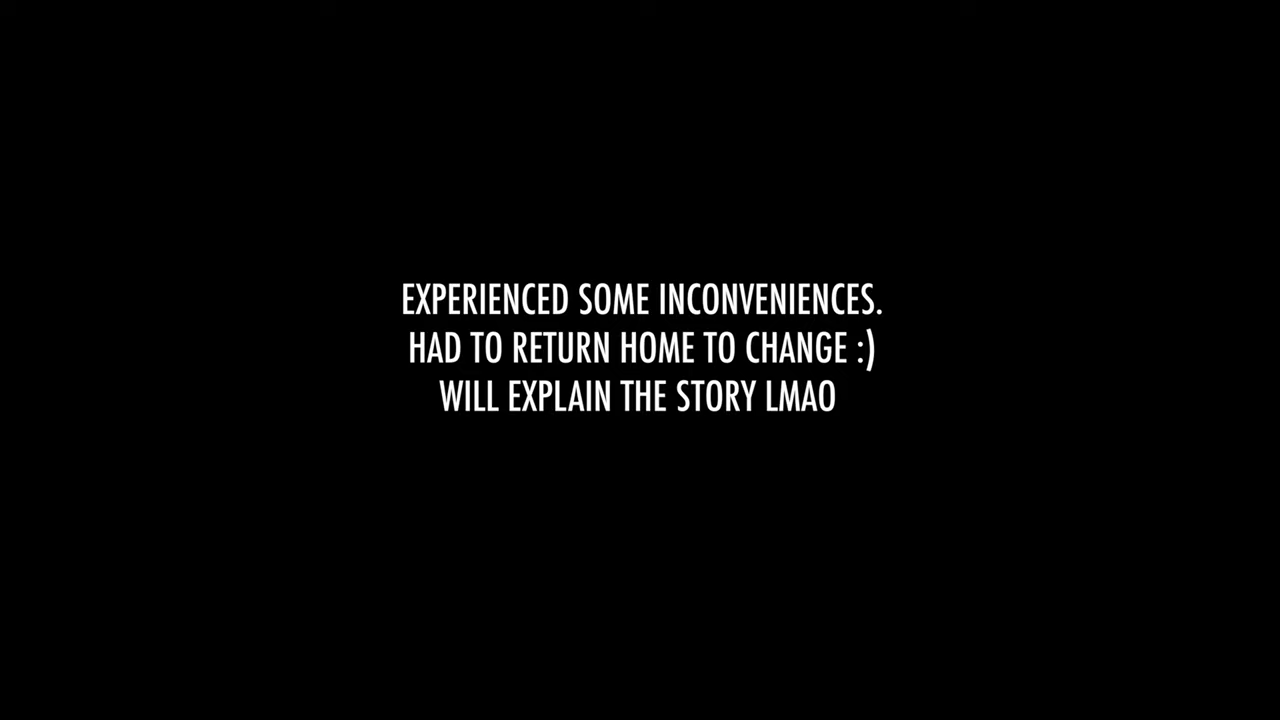 EXPERIENCED SOME INCONVENIENCES.
HAD TO RETURN HOME TO CHANGE :)
WILL EXPLAIN THE STORY LMAO